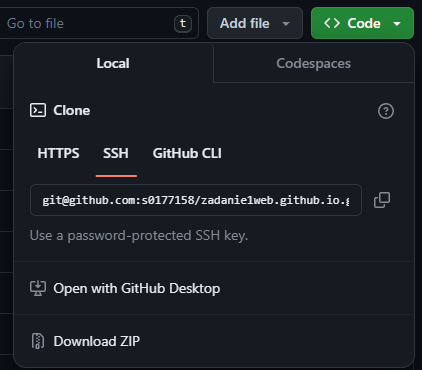 Go to file t Add file Code
Local Codespaces
Clone
HTTPS SSH GitHub CLI
git@github.com:s0177158/zadanie1web.github.io.g
Use a password-protected SSH key.
Open with GitHub Desktop
Download ZIP